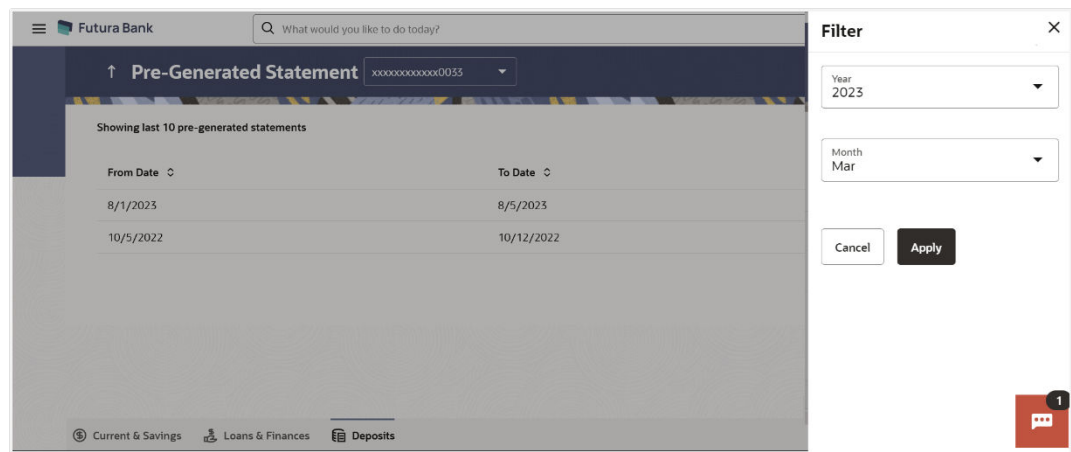 Futura Bank
What would you like to do today?
Pre-Generated Statement xxxxxxxxxxxx0033
Showing last 10 pre-generated statements
From Date To Date
8/1/2023 8/5/2023
10/5/2022 10/12/2022
Current & Savings Loans & Finances Deposits
Filter
Year
2023
Month
Mar
Cancel Apply
1